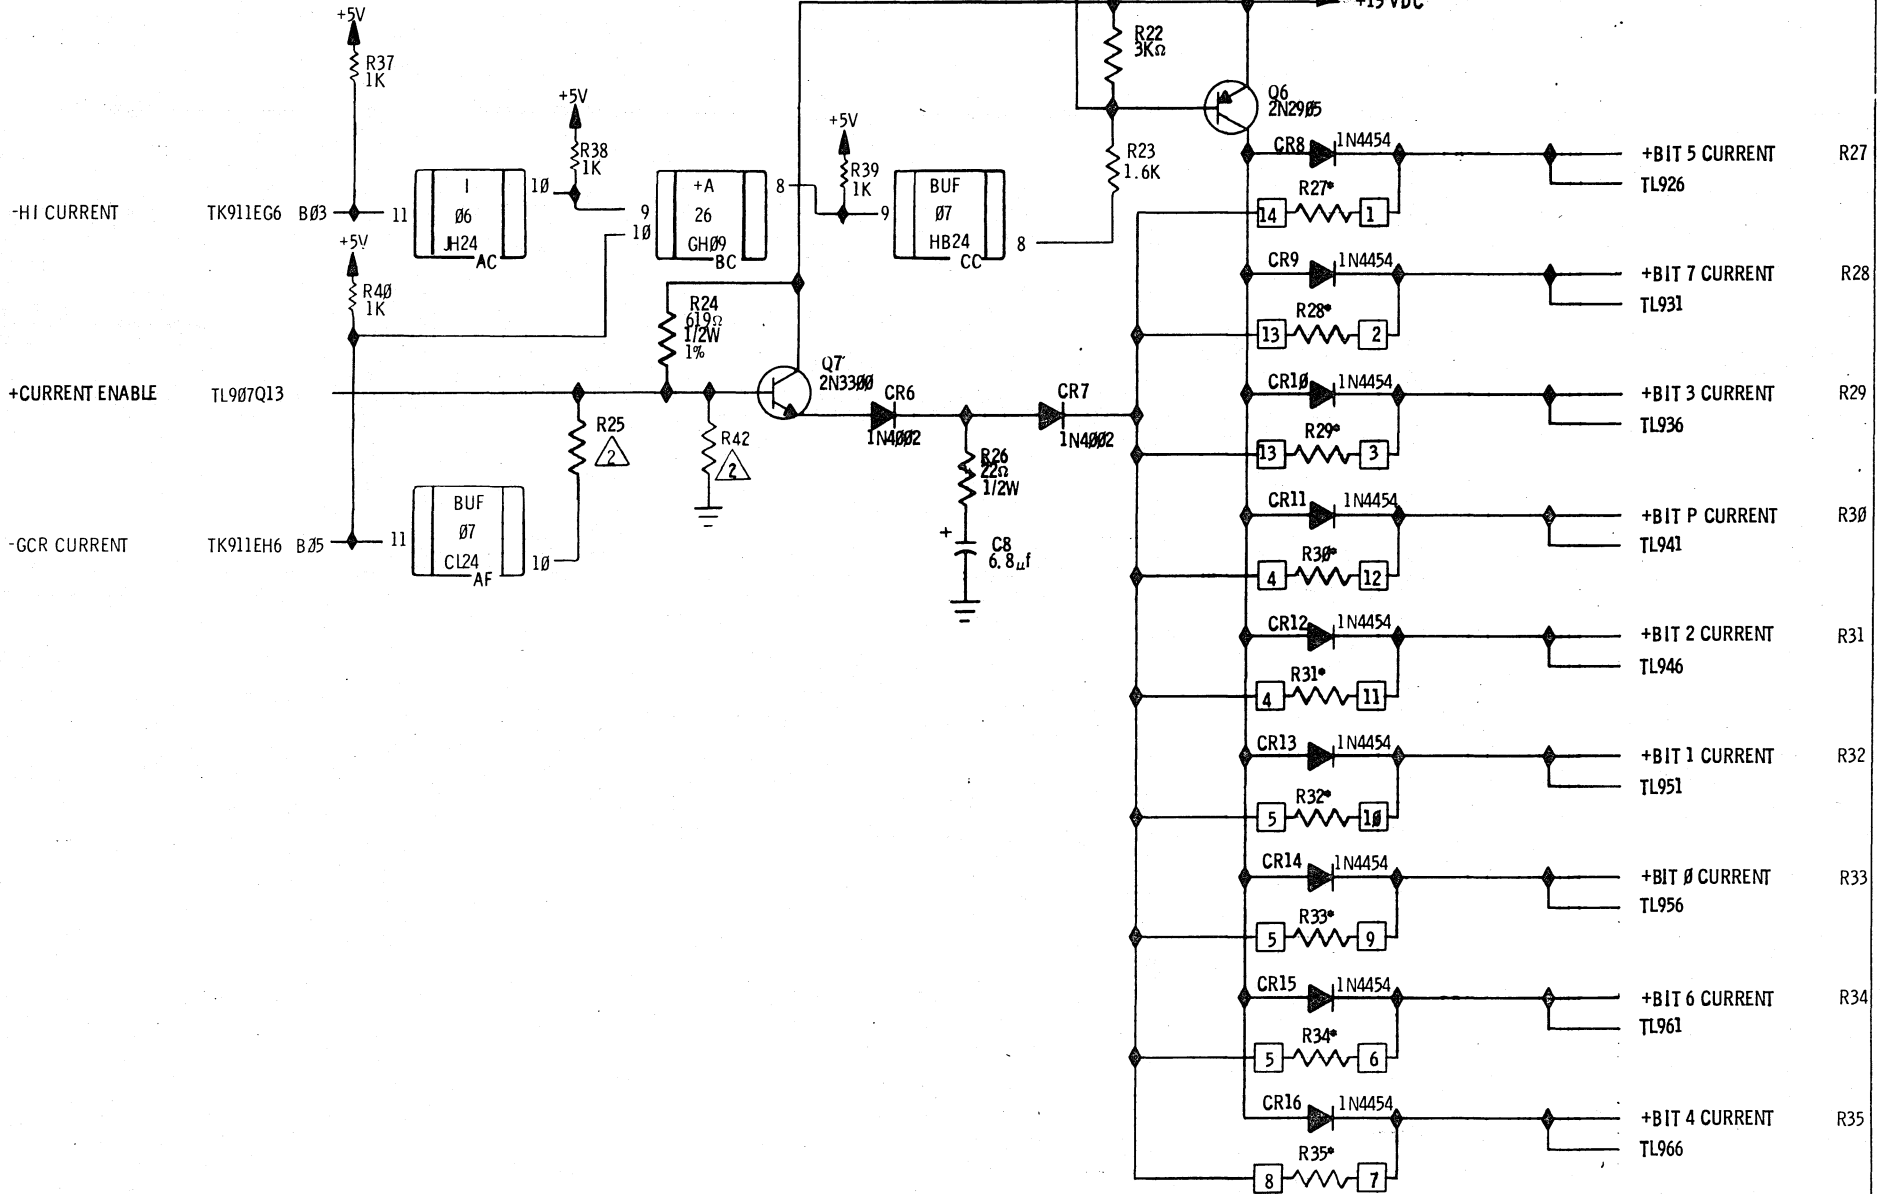 +5V
R37
1K
+15 VDC
R22
3KΩ
Q6
2N29Ø5
+5V
R38
1K
+5V
R39
1K
R23
1.6K
-HI CURRENT TK911EG6 BØ3
11
I
Ø6
JH24
AC
1Ø
9
1Ø
+A
26
GHØ9
BC
8
9
BUF
Ø7
HB24
CC
8
+5V
R4Ø
1K
R24
619Ω
1/2W
1%
Q7
2N33ØØ
+CURRENT ENABLE TL9Ø7Q13
R25
2
R42
2
CR6
1N4ØØ2
CR7
1N4ØØ2
R26
22Ω
1/2W
+
C8
6.8µf
-GCR CURRENT TK911EH6 BØ5
11
BUF
Ø7
CL24
AF
1Ø
CR8 1N4454
+BIT 5 CURRENT R27
TL926
R27*
14 1
CR9 1N4454
+BIT 7 CURRENT R28
TL931
R28*
13 2
CR1Ø 1N4454
+BIT 3 CURRENT R29
TL936
R29*
13 3
CR11 1N4454
+BIT P CURRENT R3Ø
TL941
R3Ø*
4 12
CR12 1N4454
+BIT 2 CURRENT R31
TL946
R31*
4 11
CR13 1N4454
+BIT 1 CURRENT R32
TL951
R32*
5 1Ø
CR14 1N4454
+BIT Ø CURRENT R33
TL956
R33*
5 9
CR15 1N4454
+BIT 6 CURRENT R34
TL961
R34*
5 6
CR16 1N4454
+BIT 4 CURRENT R35
TL966
R35*
8 7